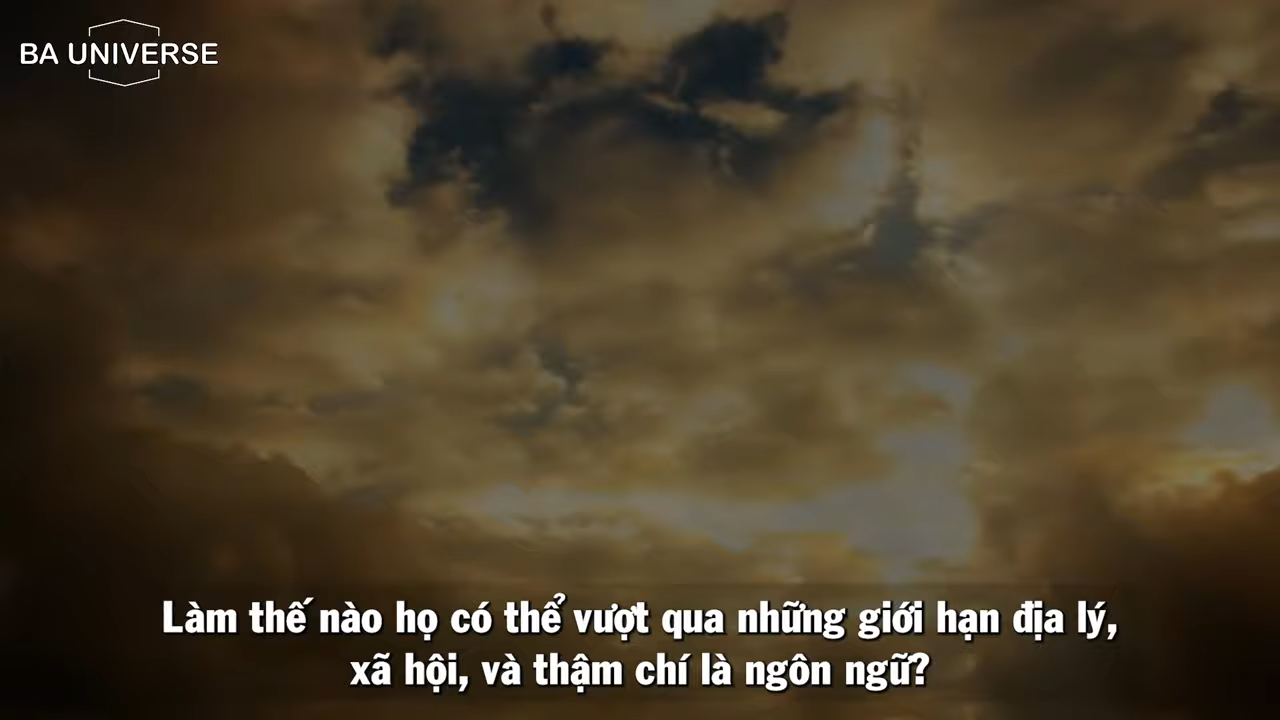 BA UNIVERSE
Làm thế nào họ có thể vượt qua những giới hạn địa lý,
xã hội, và thậm chí là ngôn ngữ?